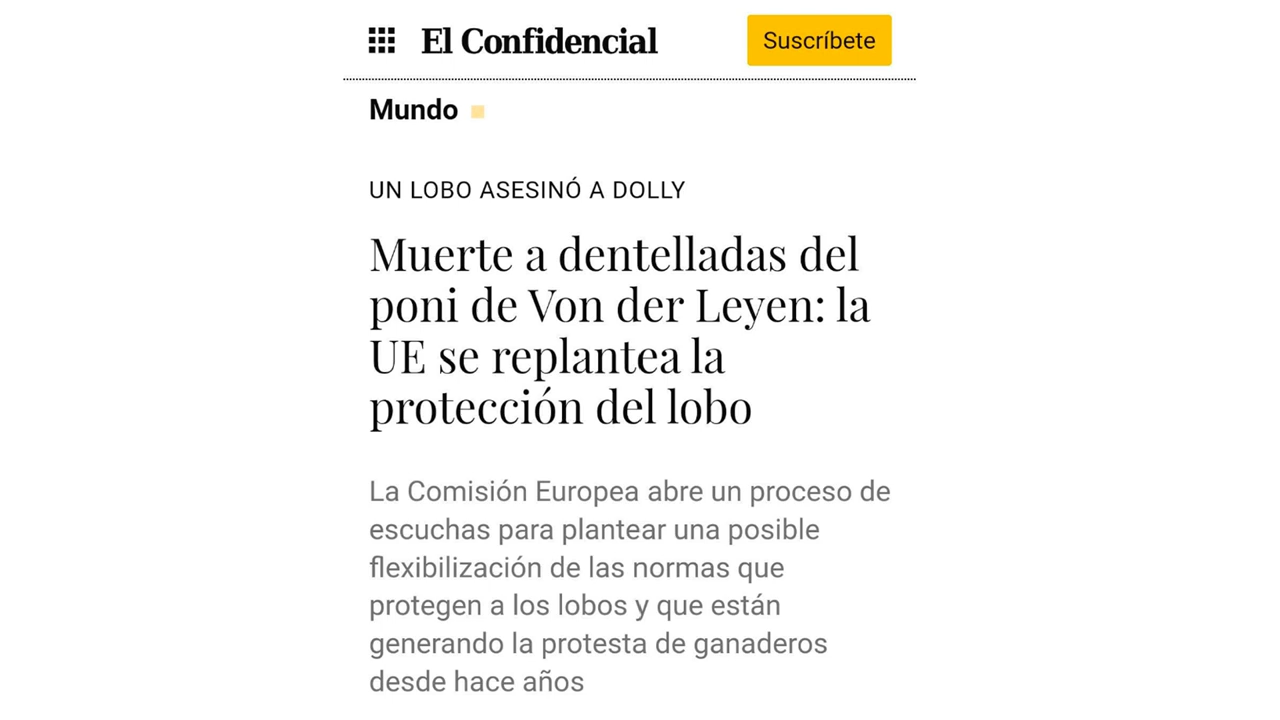 El Confidencial
Suscríbete
Mundo
UN LOBO ASESINÓ A DOLLY
Muerte a dentelladas del
poni de Von der Leyen: la
UE se replantea la
protección del lobo
La Comisión Europea abre un proceso de
escuchas para plantear una posible
flexibilización de las normas que
protegen a los lobos y que están
generando la protesta de ganaderos
desde hace años